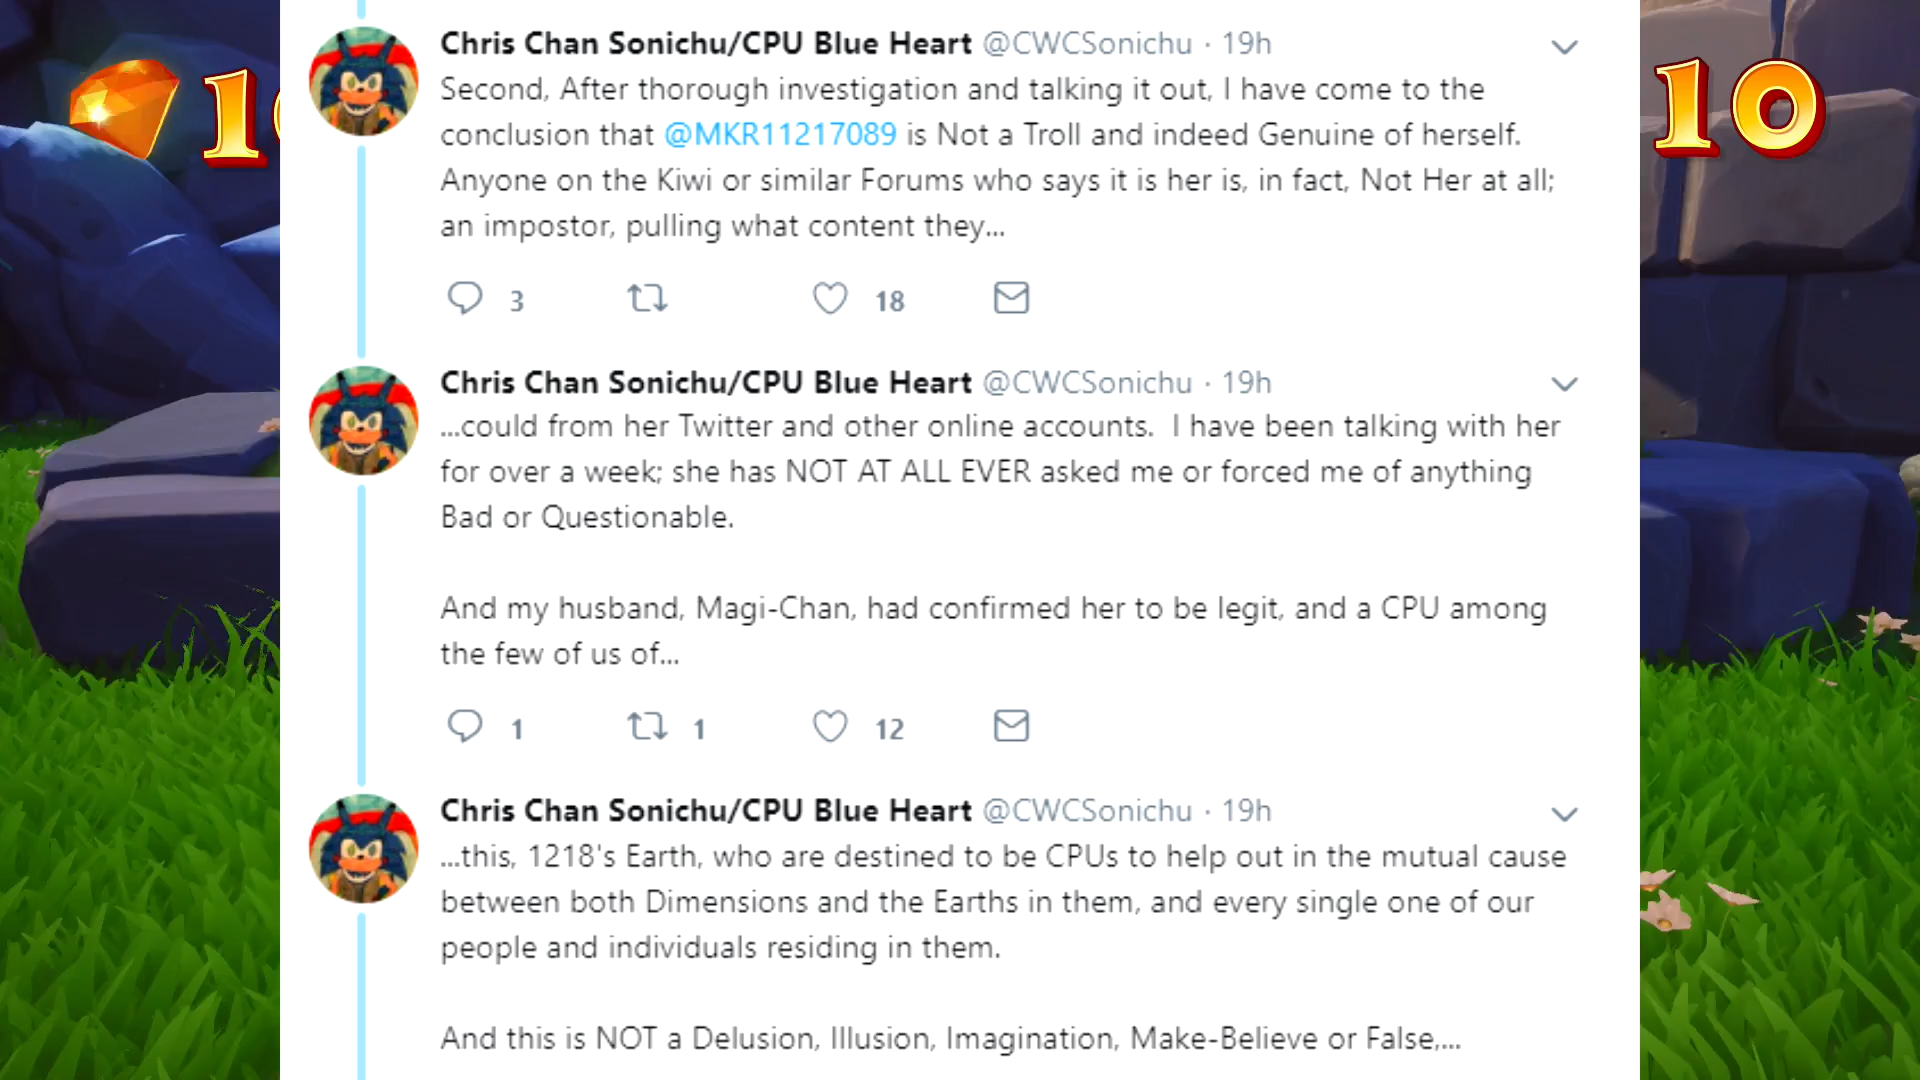 10
10
Chris Chan Sonichu/CPU Blue Heart @CWCSonichu · 19h
Second, After thorough investigation and talking it out, I have come to the
conclusion that @MKR11217089 is Not a Troll and indeed Genuine of herself.
Anyone on the Kiwi or similar Forums who says it is her is, in fact, Not Her at all;
an impostor, pulling what content they...
3 18
Chris Chan Sonichu/CPU Blue Heart @CWCSonichu · 19h
...could from her Twitter and other online accounts.  I have been talking with her
for over a week; she has NOT AT ALL EVER asked me or forced me of anything
Bad or Questionable.
And my husband, Magi-Chan, had confirmed her to be legit, and a CPU among
the few of us of...
1 1 12
Chris Chan Sonichu/CPU Blue Heart @CWCSonichu · 19h
...this, 1218's Earth, who are destined to be CPUs to help out in the mutual cause
between both Dimensions and the Earths in them, and every single one of our
people and individuals residing in them.
And this is NOT a Delusion, Illusion, Imagination, Make-Believe or False,...